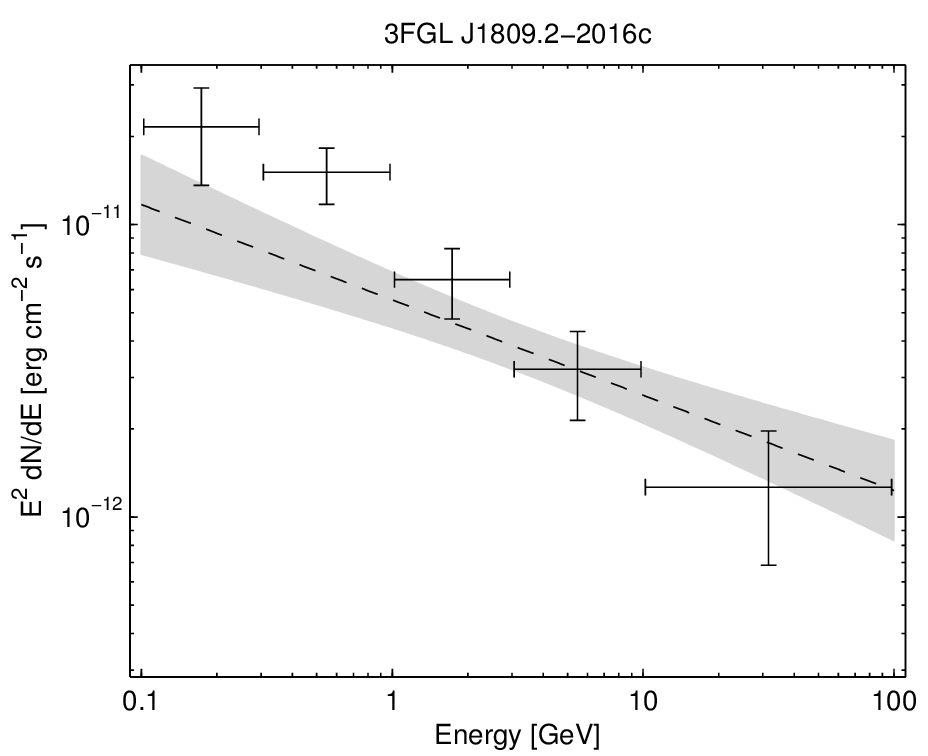 3FGL J1809.2−2016c
E² dN/dE [erg cm⁻² s⁻¹]
10⁻¹¹
10⁻¹²
0.1 1 10 100
Energy [GeV]